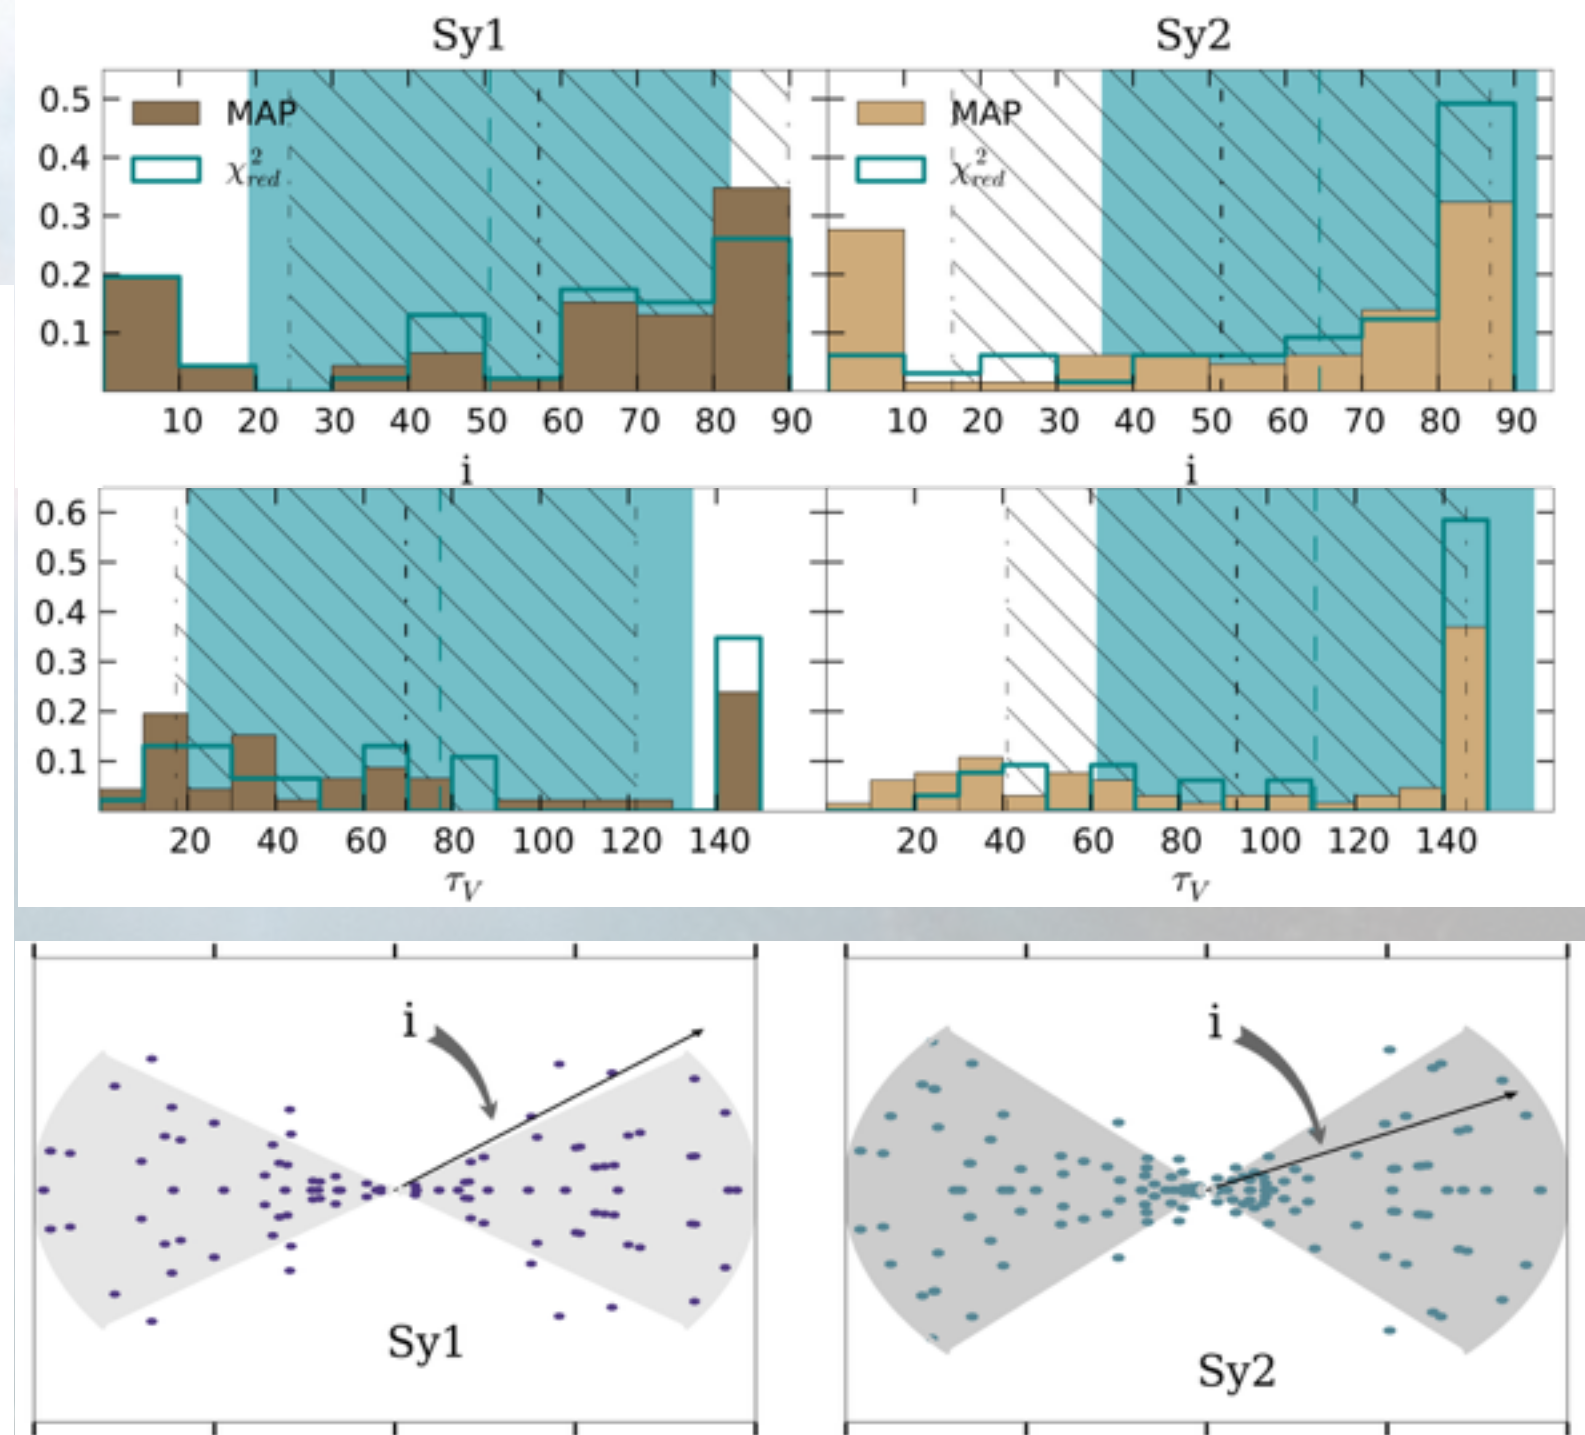 Sy1 Sy2
0.5 MAP MAP
0.4 χ²red χ²red
0.3
0.2
0.1
10 20 30 40 50 60 70 80 90 10 20 30 40 50 60 70 80 90
i i
0.6
0.5
0.4
0.3
0.2
0.1
20 40 60 80 100 120 140 20 40 60 80 100 120 140
τV τV
i i
Sy1 Sy2